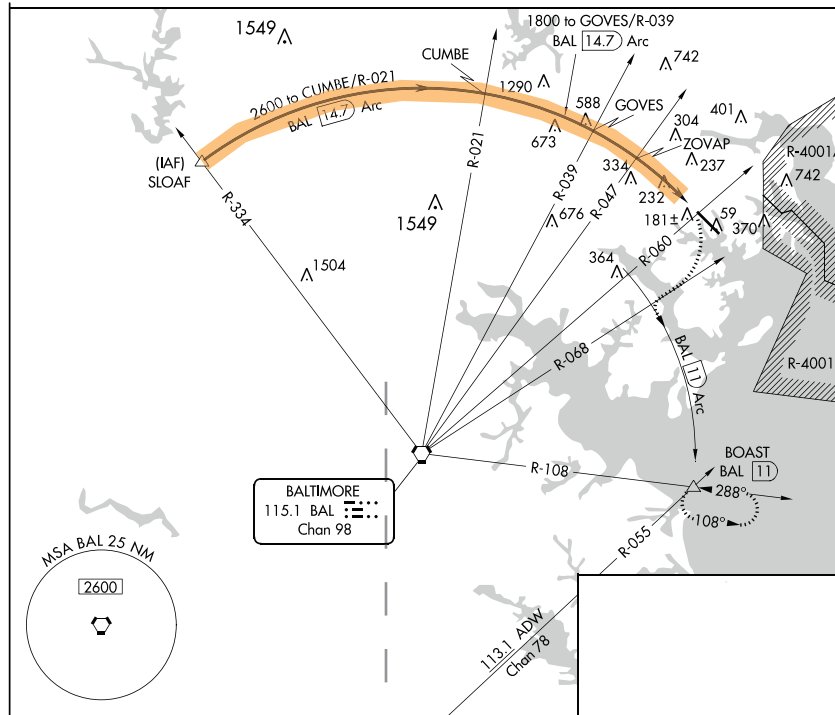 1549
1800 to GOVES/R-039
BAL 14.7 Arc
CUMBE
742
2600 to CUMBE/R-021
BAL 14.7 Arc
1290
588
GOVES
401
673
304
ZOVAP
R-4001A
(IAF)
SLOAF
R-021
R-039
334
237
742
R-334
R-047
232
1549
676
181±
59
370
R-060
1504
364
R-068
BAL 11 Arc
R-4001
BOAST
BAL 11
R-108
288°
108°
BALTIMORE
115.1 BAL
Chan 98
R-055
MSA BAL 25 NM
2600
113.1 ADW
Chan 78